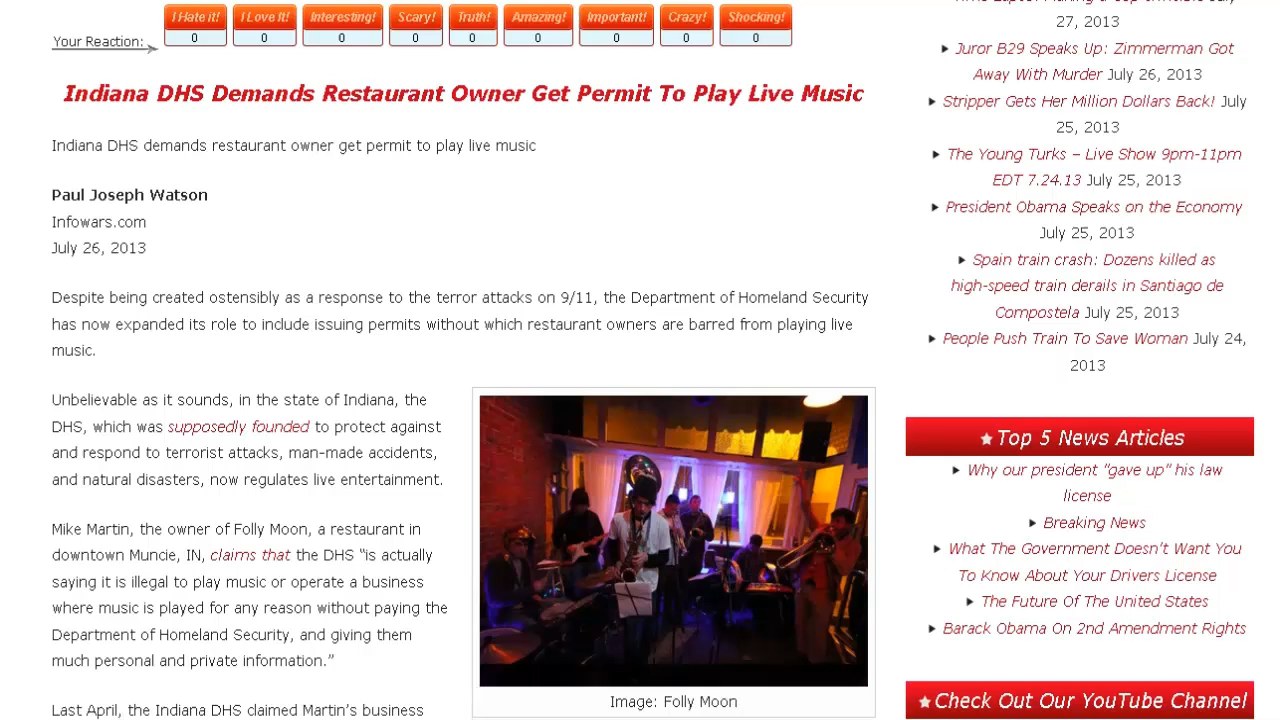 I Hate it!
I Love It!
Interesting!
Scary!
Truth!
Amazing!
Important!
Crazy!
Shocking!
Your Reaction:
0
0
0
0
0
0
0
0
0
Indiana DHS Demands Restaurant Owner Get Permit To Play Live Music
Indiana DHS demands restaurant owner get permit to play live music
Paul Joseph Watson
Infowars.com
July 26, 2013
Despite being created ostensibly as a response to the terror attacks on 9/11, the Department of Homeland Security
has now expanded its role to include issuing permits without which restaurant owners are barred from playing live
music.
Unbelievable as it sounds, in the state of Indiana, the
DHS, which was supposedly founded to protect against
and respond to terrorist attacks, man-made accidents,
and natural disasters, now regulates live entertainment.
Mike Martin, the owner of Folly Moon, a restaurant in
downtown Muncie, IN, claims that the DHS “is actually
saying it is illegal to play music or operate a business
where music is played for any reason without paying the
Department of Homeland Security, and giving them
much personal and private information.”
Last April, the Indiana DHS claimed Martin’s business
Image: Folly Moon
27, 2013
Juror B29 Speaks Up: Zimmerman Got
Away With Murder July 26, 2013
Stripper Gets Her Million Dollars Back! July
25, 2013
The Young Turks – Live Show 9pm-11pm
EDT 7.24.13 July 25, 2013
President Obama Speaks on the Economy
July 25, 2013
Spain train crash: Dozens killed as
high-speed train derails in Santiago de
Compostela July 25, 2013
People Push Train To Save Woman July 24,
2013
Top 5 News Articles
Why our president “gave up” his law
license
Breaking News
What The Government Doesn’t Want You
To Know About Your Drivers License
The Future Of The United States
Barack Obama On 2nd Amendment Rights
Check Out Our YouTube Channel